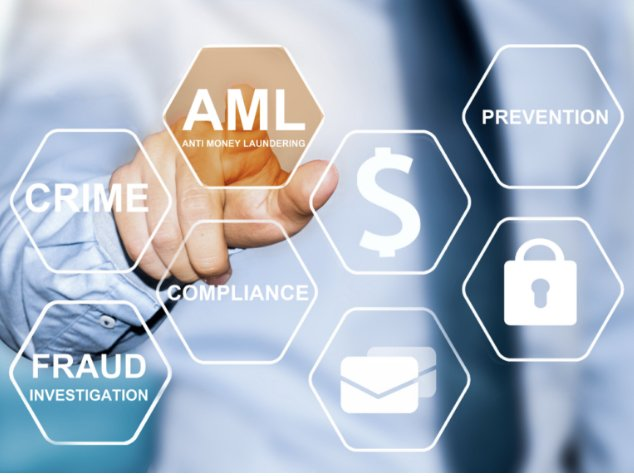 AML
ANTI MONEY LAUNDERING
PREVENTION
CRIME
$
COMPLIANCE
FRAUD
INVESTIGATION